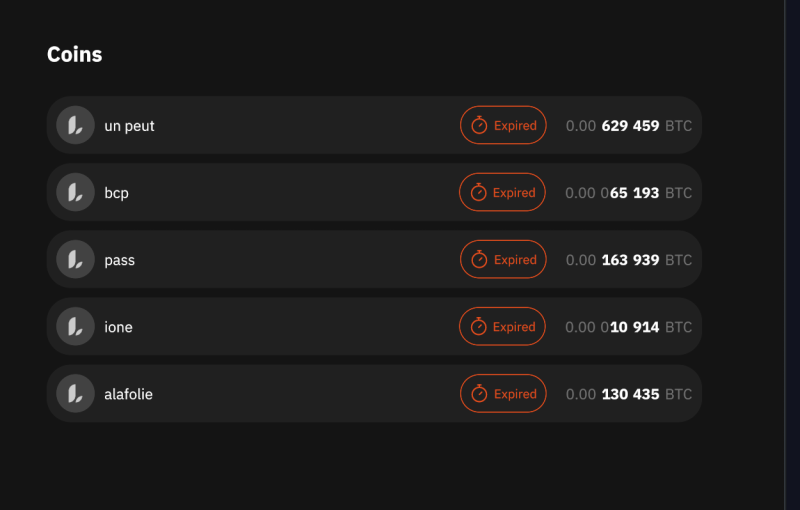 Coins
un peut Expired 0.00 629 459 BTC
bcp Expired 0.00 065 193 BTC
pass Expired 0.00 163 939 BTC
ione Expired 0.00 010 914 BTC
alafolie Expired 0.00 130 435 BTC